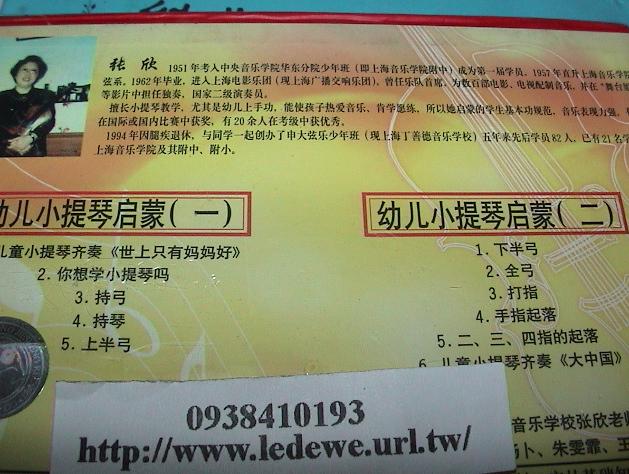 张 欣 1951年考入中央音乐学院华东分院少年班（即上海音乐学院附中）成为第一届学员。1957年直升上海音乐学院
弦系，1962年毕业，进入上海电影乐团（现上海广播交响乐团），曾任乐队首席，为数百部电影、电视配制音乐，并在“舞台姐
等影片中担任独奏，国家二级演奏员。
擅长小提琴教学，尤其是幼儿上手功，能使孩子热爱音乐，肯学愿练，所以她启蒙的学生基本功规范，音乐表现力强，
在国际或国内比赛中获奖，有20余人在考级中获优秀。
1994年因腿疾退休，与同学一起创办了申大弦乐少年班（现上海丁善德音乐学校）五年来先后学员82人，已有21名学
上海音乐学院及其附中、附小。
幼儿小提琴启蒙（一）
儿童小提琴齐奏《世上只有妈妈好》
2. 你想学小提琴吗
3. 持弓
4. 持琴
5. 上半弓
幼儿小提琴启蒙（二）
1. 下半弓
2. 全弓
3. 打指
4. 手指起落
5. 二、三、四指的起落
6. 儿童小提琴齐奏《大中国》
音乐学校张欣老师
卜、朱雯霏、王
0938410193
http://www.ledewe.url.tw/